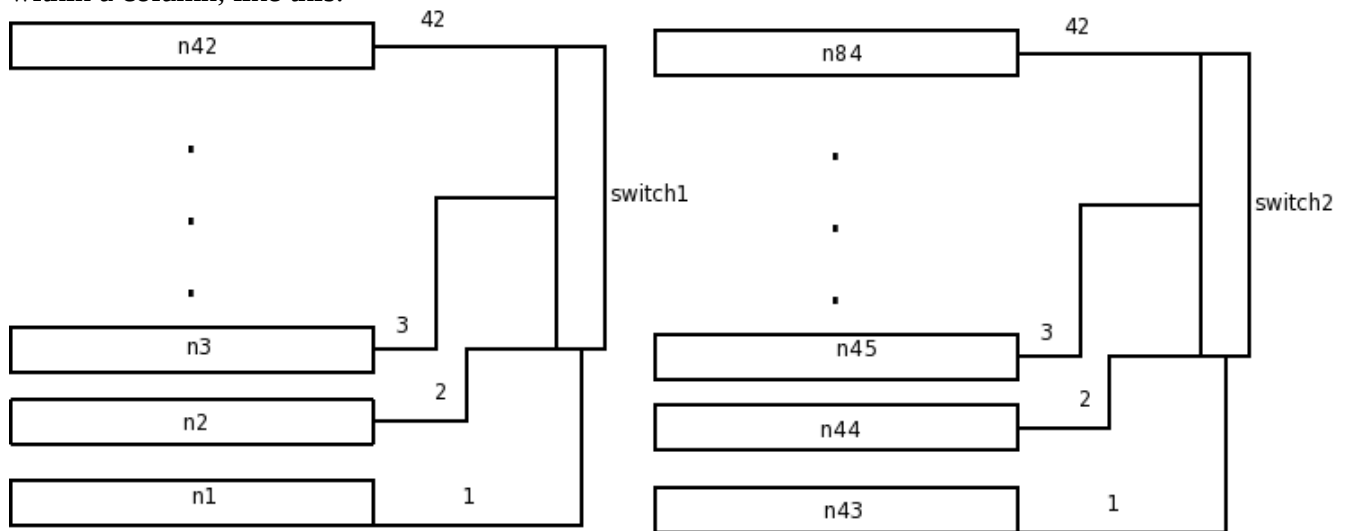 within a column, like this:
42
n42
42
n84
switch1
switch2
3
n3
3
n45
2
n2
2
n44
n1
1
n43
1